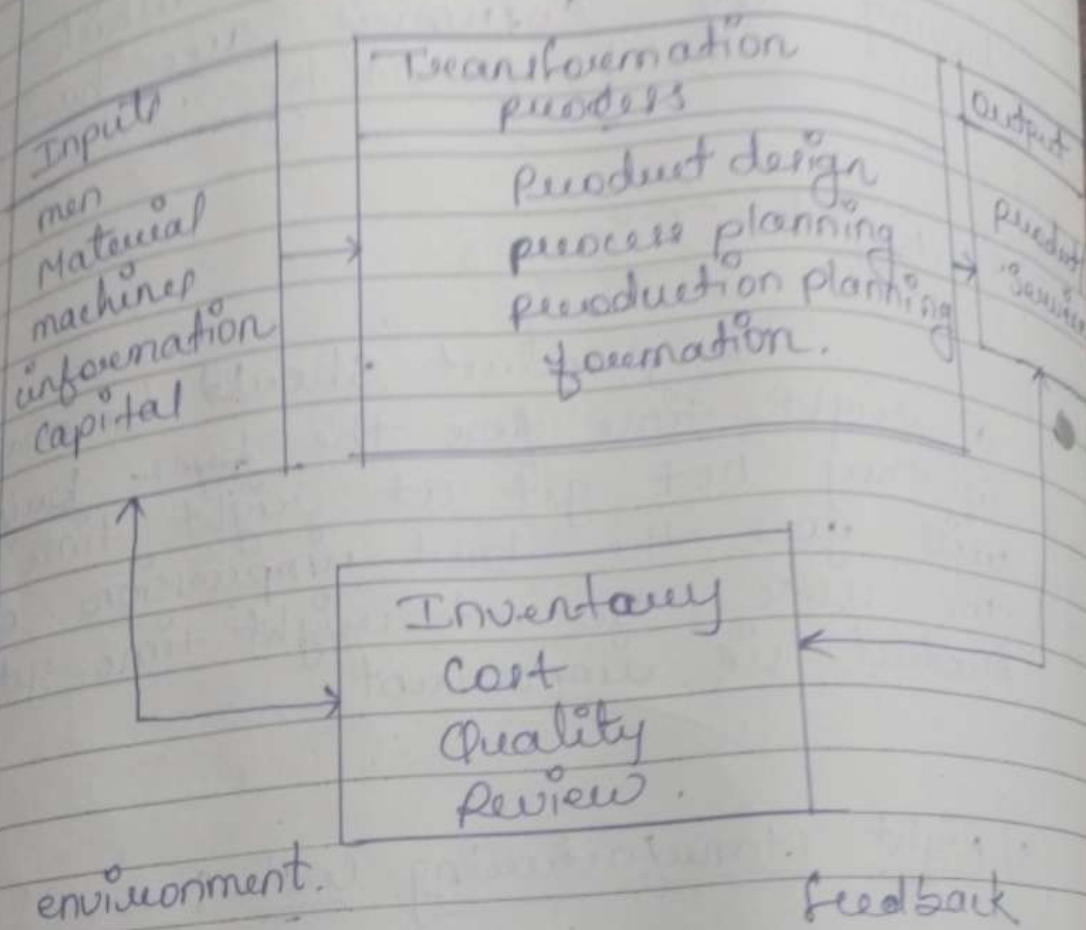 Inputs
men
Material
machines
information
capital
Transformation
process
product design
process planning
production planning
formation.
Output
product
Inventory
Cost
Quality
Review.
environment.
feedback